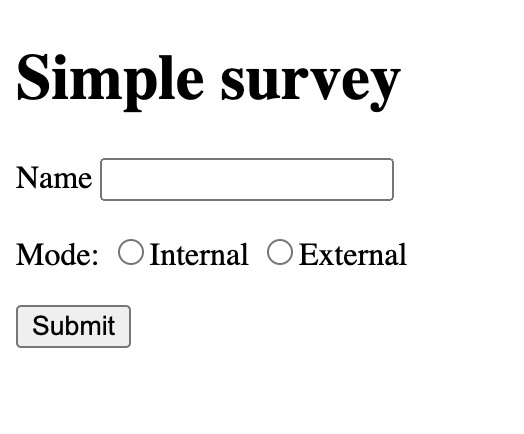 Simple survey
Name
Mode: Internal External
Submit